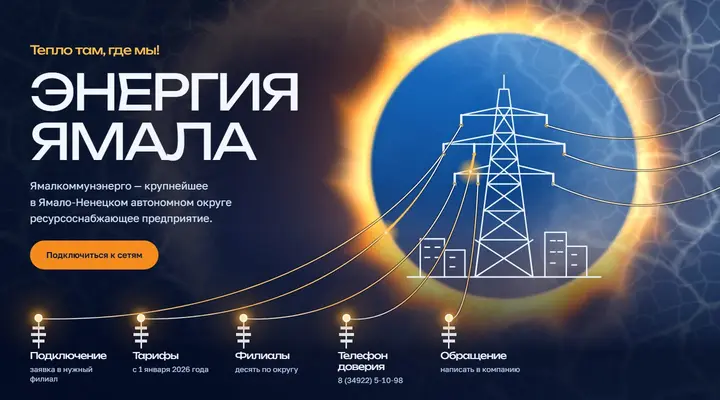 Тепло там, где мы!
ЭНЕРГИЯ
ЯМАЛА
Ямалкоммунэнерго — крупнейшее
в Ямало-Ненецком автономном округе
ресурсоснабжающее предприятие.
Подключиться к сетям
Подключение
заявка в нужный
филиал
Тарифы
с 1 января 2026 года
Филиалы
десять по округу
Телефон
доверия
8 (34922) 5-10-98
Обращение
написать в компанию